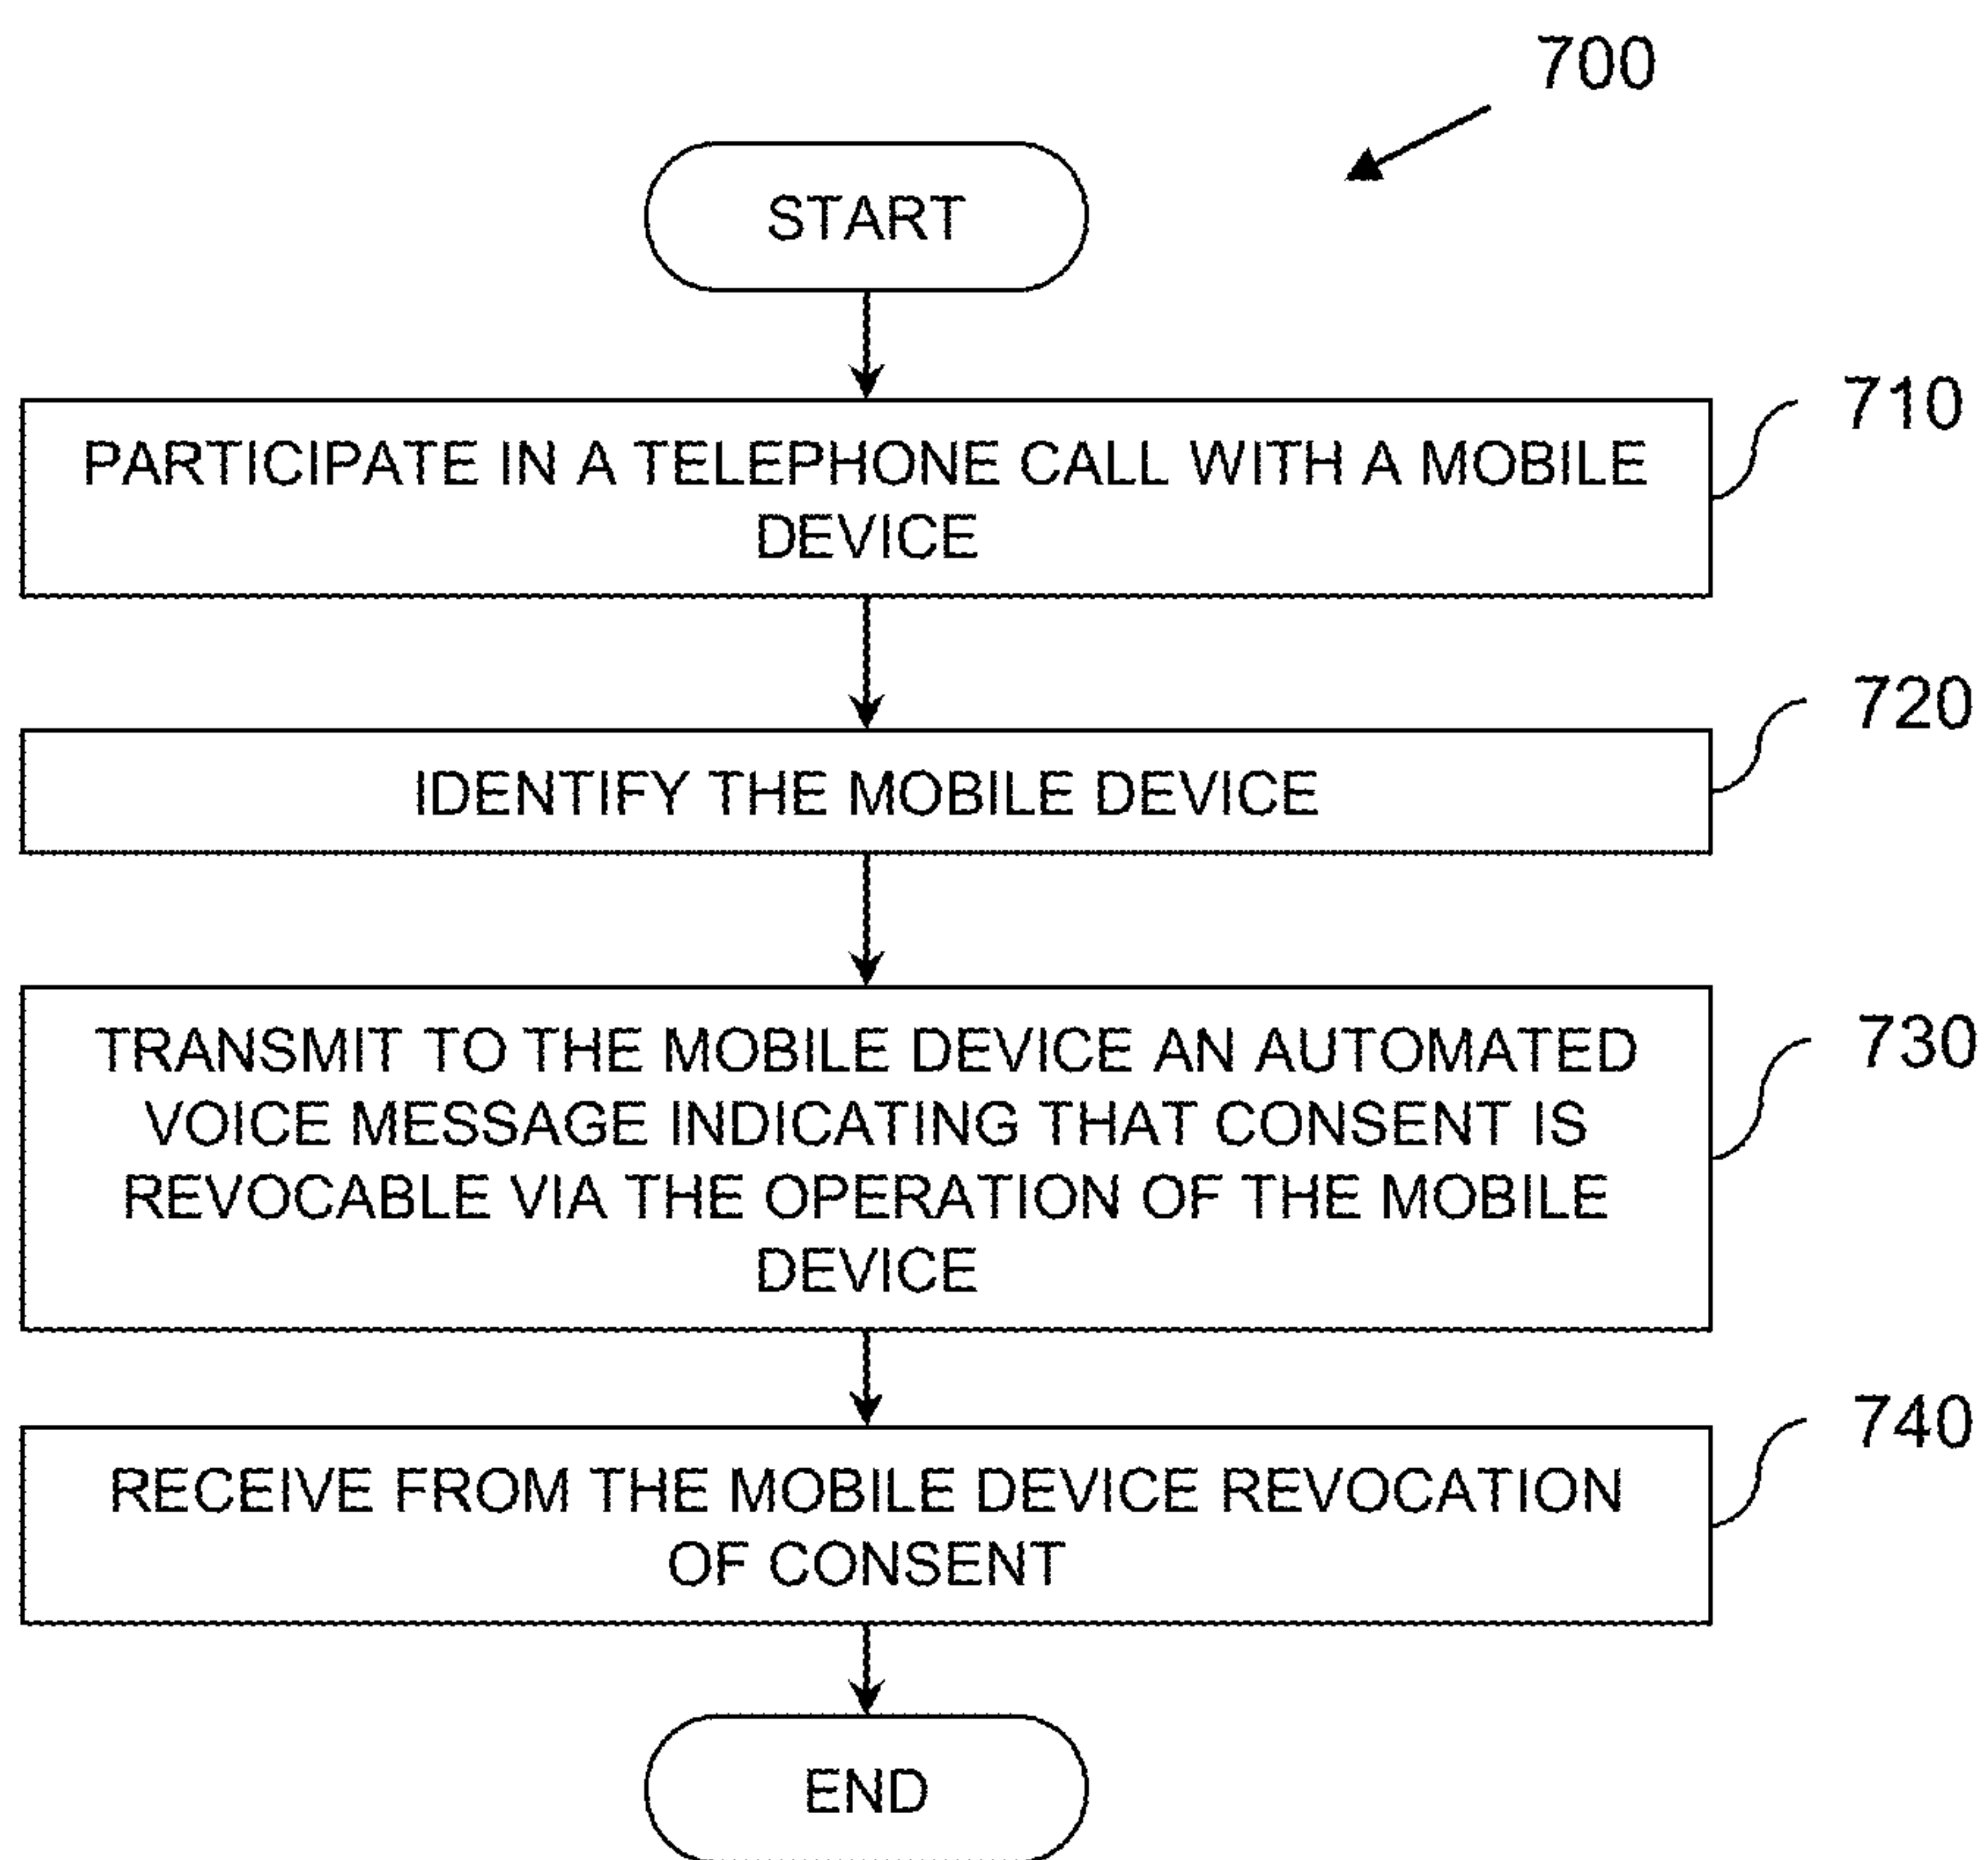 700
START
PARTICIPATE IN A TELEPHONE CALL WITH A MOBILE
DEVICE
710
IDENTIFY THE MOBILE DEVICE
720
TRANSMIT TO THE MOBILE DEVICE AN AUTOMATED
VOICE MESSAGE INDICATING THAT CONSENT IS
REVOCABLE VIA THE OPERATION OF THE MOBILE
DEVICE
730
RECEIVE FROM THE MOBILE DEVICE REVOCATION
OF CONSENT
740
END